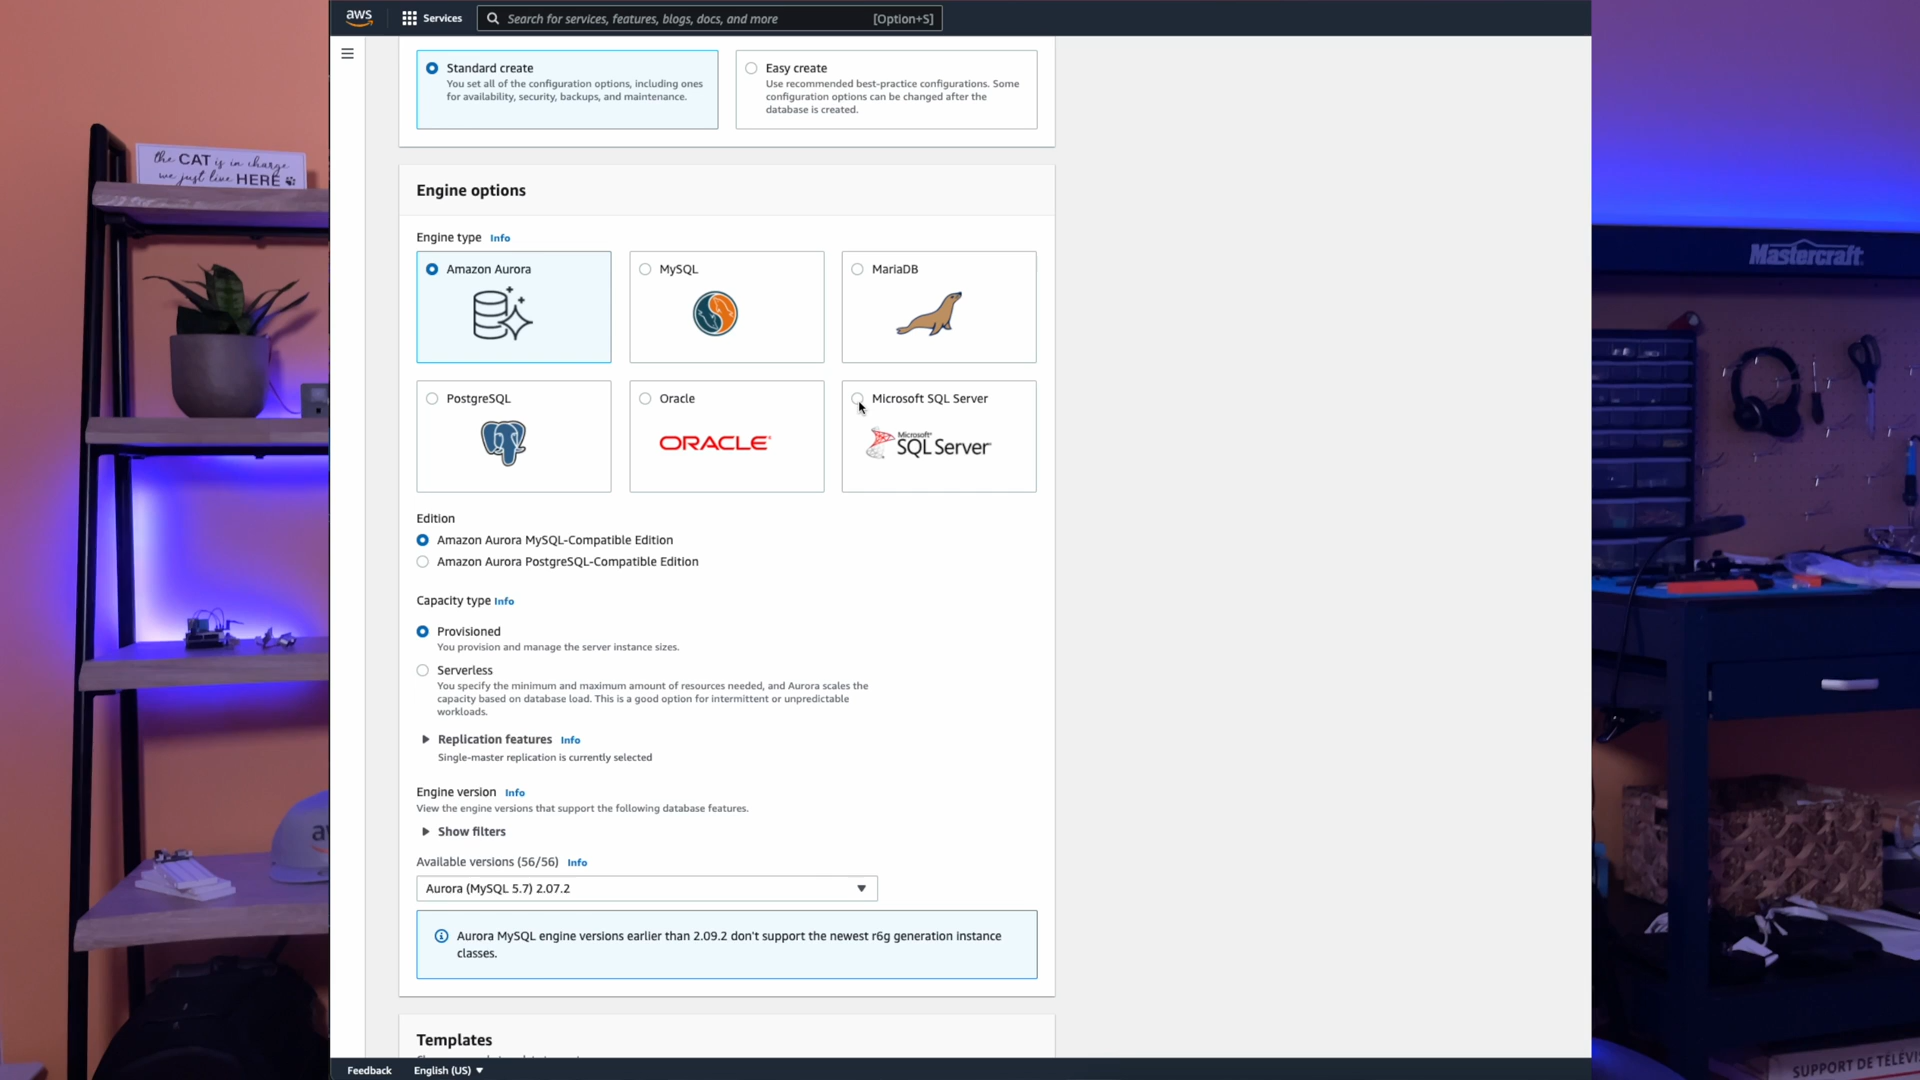 aws
Services
Search for services, features, blogs, docs, and more
[Option+S]
Standard create
You set all of the configuration options, including ones
for availability, security, backups, and maintenance.
Easy create
Use recommended best-practice configurations. Some
configuration options can be changed after the
database is created.
the CAT is in charge
we just live HERE
Engine options
Engine type Info
Amazon Aurora
MySQL
MariaDB
PostgreSQL
Oracle
ORACLE
Microsoft SQL Server
Microsoft
SQL Server
Mastercraft
Edition
Amazon Aurora MySQL-Compatible Edition
Amazon Aurora PostgreSQL-Compatible Edition
Capacity type Info
Provisioned
You provision and manage the server instance sizes.
Serverless
You specify the minimum and maximum amount of resources needed, and Aurora scales the
capacity based on database load. This is a good option for intermittent or unpredictable
workloads.
Replication features Info
Single-master replication is currently selected
Engine version Info
View the engine versions that support the following database features.
Show filters
Available versions (56/56) Info
Aurora (MySQL 5.7) 2.07.2
Aurora MySQL engine versions earlier than 2.09.2 don't support the newest r6g generation instance
classes.
Templates
Feedback
English (US)
SUPPORT DE